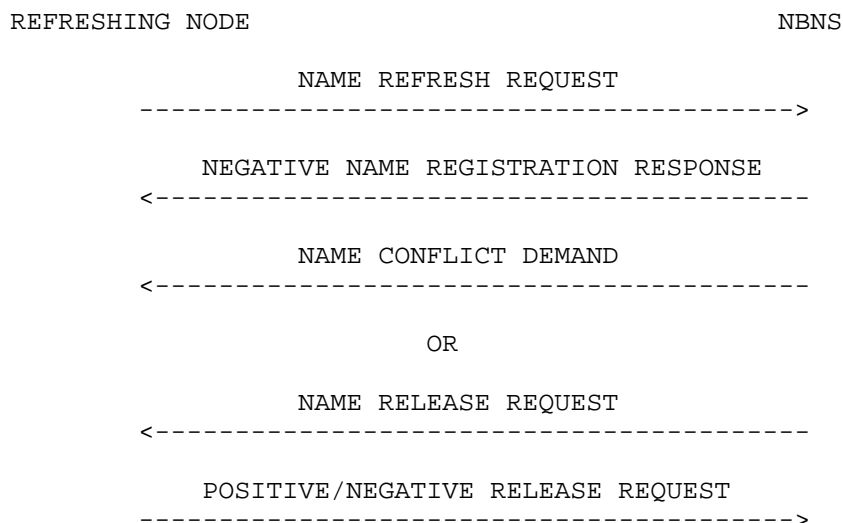 REFRESHING NODE NBNS
NAME REFRESH REQUEST
----------------------------------------->
NEGATIVE NAME REGISTRATION RESPONSE
<-----------------------------------------
NAME CONFLICT DEMAND
<-----------------------------------------
OR
NAME RELEASE REQUEST
<-----------------------------------------
POSITIVE/NEGATIVE RELEASE REQUEST
----------------------------------------->